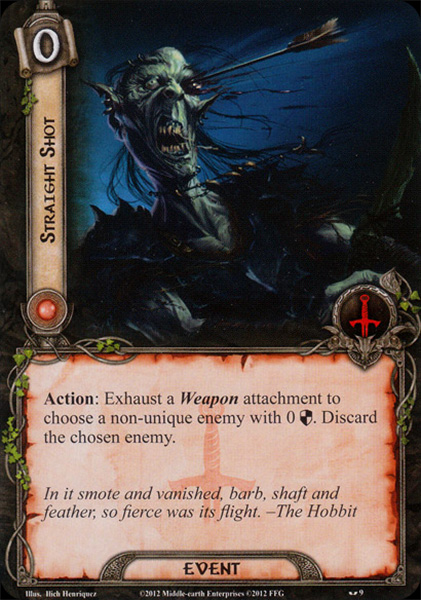 0
STRAIGHT SHOT
Action: Exhaust a Weapon attachment to
choose a non-unique enemy with 0 . Discard
the chosen enemy.
In it smote and vanished, barb, shaft and
feather, so fierce was its flight. –The Hobbit
EVENT
Illus. Ilich Henriquez ©2012 Middle-earth Enterprises ©2012 FFG 9